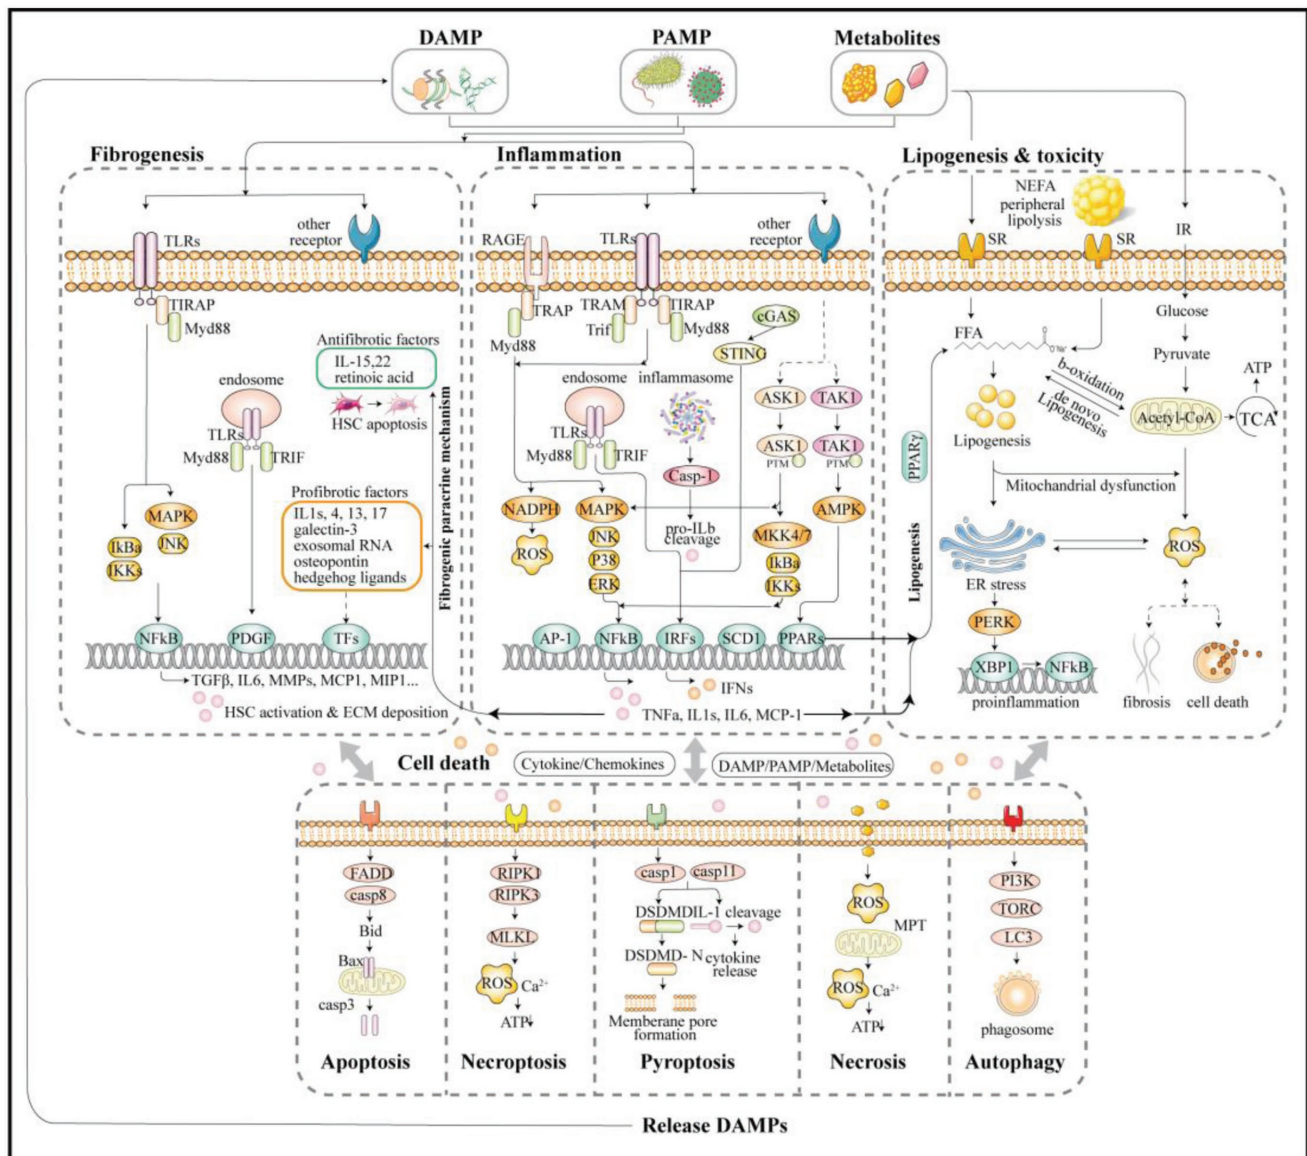 DAMP
PAMP
Metabolites
Fibrogenesis
TLRs
other
receptor
TIRAP
Myd88
Antifibrotic factors
IL-15,22
retinoic acid
HSC apoptosis
endosome
TLRs
Myd88
TRIF
Profibrotic factors
IL1s, 4, 13, 17
galectin-3
exosomal RNA
osteopontin
hedgehog ligands
MAPK
JNK
IkBa
IKKs
NFkB
PDGF
TFs
TGFβ, IL6, MMPs, MCP1, MIP1...
HSC activation & ECM deposition
Fibrogenic paracrine mechanism
Inflammation
RAGE
TLRs
other
receptor
TRAP
Myd88
TRAM
Trif
TIRAP
Myd88
cGAS
STING
endosome
inflammasome
TLRs
Myd88
TRIF
Casp-1
pro-ILb
cleavage
ASK1
TAK1
ASK1
PTM
TAK1
PTM
NADPH
ROS
MAPK
JNK
P38
ERK
MKK4/7
IkBa
IKKs
AMPK
AP-1
NFkB
IRFs
SCD1
PPARs
IFNs
TNFa, IL1s, IL6, MCP-1
Lipogenesis & toxicity
NEFA
peripheral
lipolysis
SR
SR
IR
Glucose
FFA
O⁻Na⁺
Pyruvate
b-oxidation
de novo
Lipogenesis
Acetyl-CoA
ATP
TCA
Lipogenesis
PPARγ
Lipogenesis
Mitochondrial dysfunction
ER stress
ROS
PERK
XBP1
NFkB
proinflammation
fibrosis
cell death
Cell death
Cytokine/Chemokines
DAMP/PAMP/Metabolites
FADD
casp8
Bid
Bax
casp3
Apoptosis
RIPK1
RIPK3
MLKL
ROS
Ca²⁺
ATP
Necroptosis
casp1
casp11
DSDMDIL-1 cleavage
DSDMD- N
cytokine
release
Memberane pore
formation
Pyroptosis
ROS
MPT
ROS
Ca²⁺
ATP
Necrosis
PI3K
TORC
LC3
phagosome
Autophagy
Release DAMPs